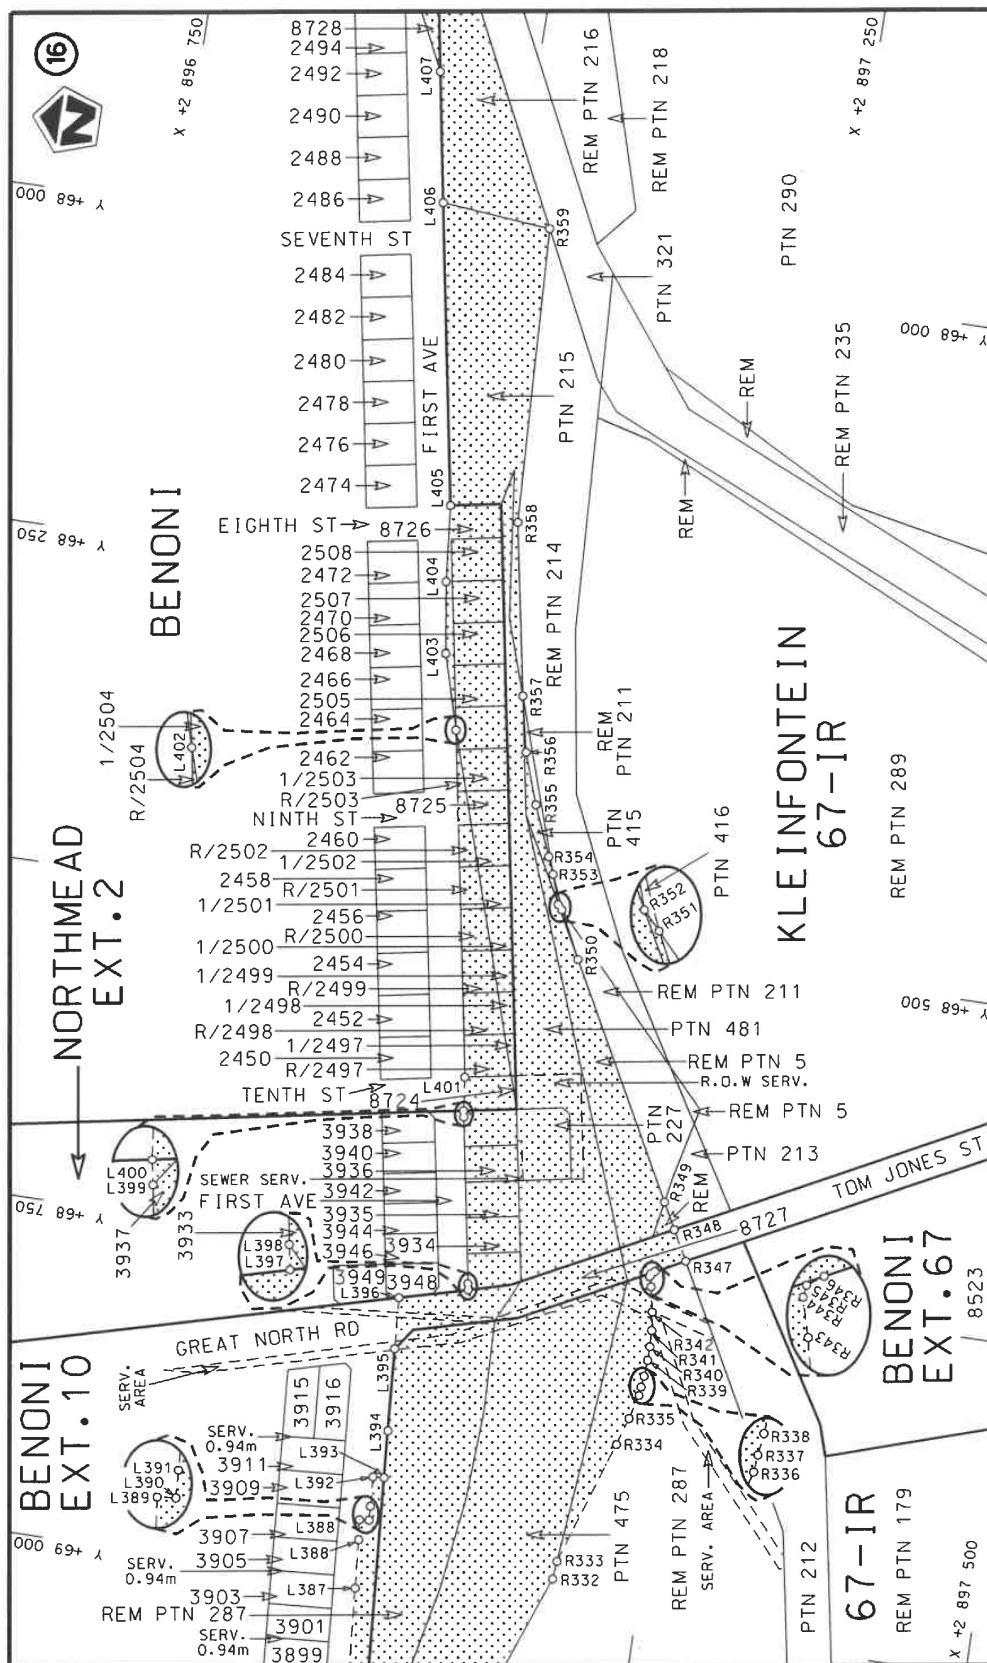 16
X +2 896 750
X +2 897 250
Y +68 000
8728
2494
2492
2490
2488
2486
L407
L406
REM PTN 216
REM PTN 218
R359
SEVENTH ST
2484
2482
2480
2478
2476
2474
FIRST AVE
PTN 321
PTN 290
Y +68 000
PTN 215
REM
REM PTN 235
REM
L405
BENONI
Y +68 250
EIGHTH ST
8726
2508
2472
2507
2470
2506
2468
2466
2505
2464
2462
L404
L403
R358
REM PTN 214
R357
R356
R355
REM
PTN 211
1/2504
R/2504
L402
1/2503
R/2503
8725
NINTH ST
2460
R/2502
1/2502
2458
R/2501
1/2501
2456
R/2500
1/2500
2454
1/2499
R/2499
1/2498
2452
R/2498
1/2497
2450
R/2497
TENTH ST
8724
L401
PTN
415
R354
R353
PTN 416
R352
R351
R350
KLEINFONTEIN
67-IR
REM PTN 289
Y +68 500
NORTHMEAD
EXT.2
REM PTN 211
PTN 481
REM PTN 5
R.O.W SERV.
REM PTN 5
PTN
227
PTN 213
3938
3940
3936
SEWER SERV.
3942
FIRST AVE
3935
3944
3946
3934
3949
3948
L396
L400
L399
3937
3933
L398
L397
Y +68 750
R349
REM
R348
R347
TOM JONES ST
8727
BENONI
EXT.67
8523
R346
R345
R344
R343
R342
R341
R340
R339
GREAT NORTH RD
SERV.
AREA
BENONI
EXT.10
L395
3915
3916
L394
SERV.
0.94m
L393
3911
L392
3909
L391
L390
L389
L388
3907
SERV.
0.94m
3905
L387
3903
REM PTN 287
3901
SERV.
0.94m
3899
Y +69 000
R335
R334
R338
R337
R336
R333
R332
PTN 475
REM PTN 287
SERV. AREA
PTN 212
67-IR
REM PTN 179
X +2 897 500
N